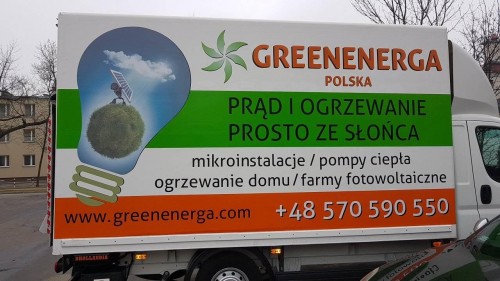 GREENENERGA
POLSKA
PRĄD I OGRZEWANIE
PROSTO ZE SŁOŃCA
mikroinstalacje / pompy ciepła
ogrzewanie domu / farmy fotowoltaiczne
www.greenenerga.com +48 570 590 550